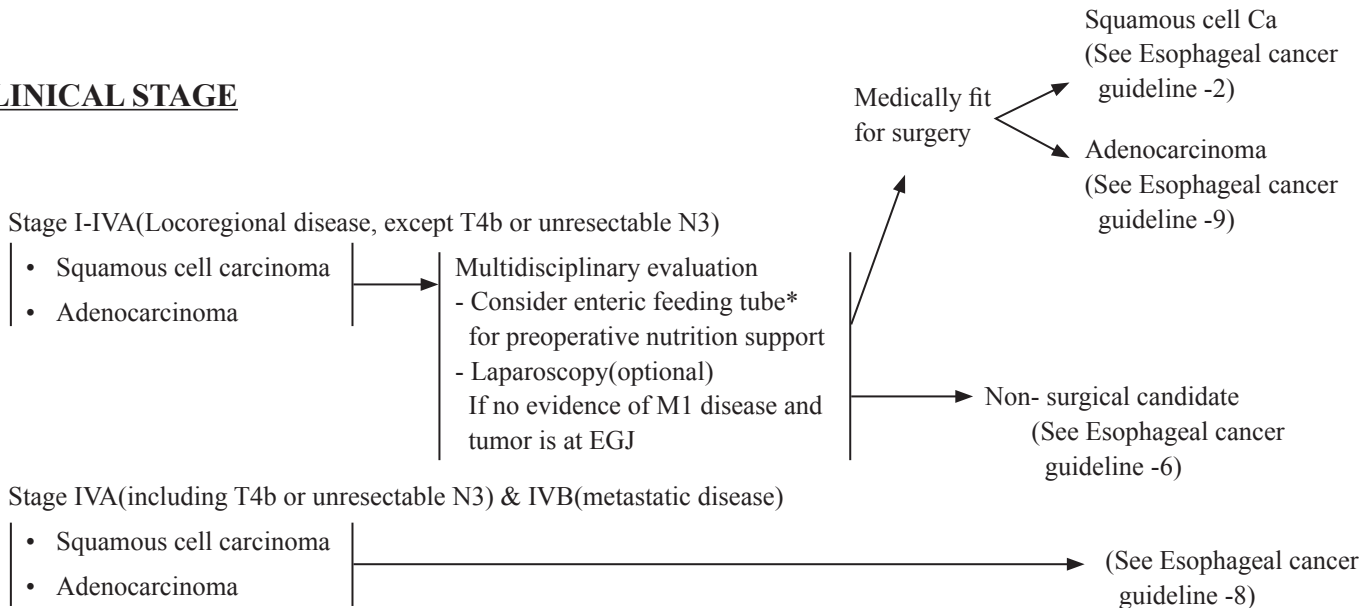 LINICAL STAGE
Medically fit
for surgery
Squamous cell Ca
(See Esophageal cancer
guideline -2)
Adenocarcinoma
(See Esophageal cancer
guideline -9)
Stage I-IVA(Locoregional disease, except T4b or unresectable N3)
• Squamous cell carcinoma
• Adenocarcinoma
Multidisciplinary evaluation
- Consider enteric feeding tube*
for preoperative nutrition support
- Laparoscopy(optional)
If no evidence of M1 disease and
tumor is at EGJ
Non- surgical candidate
(See Esophageal cancer
guideline -6)
Stage IVA(including T4b or unresectable N3) & IVB(metastatic disease)
• Squamous cell carcinoma
• Adenocarcinoma
(See Esophageal cancer
guideline -8)